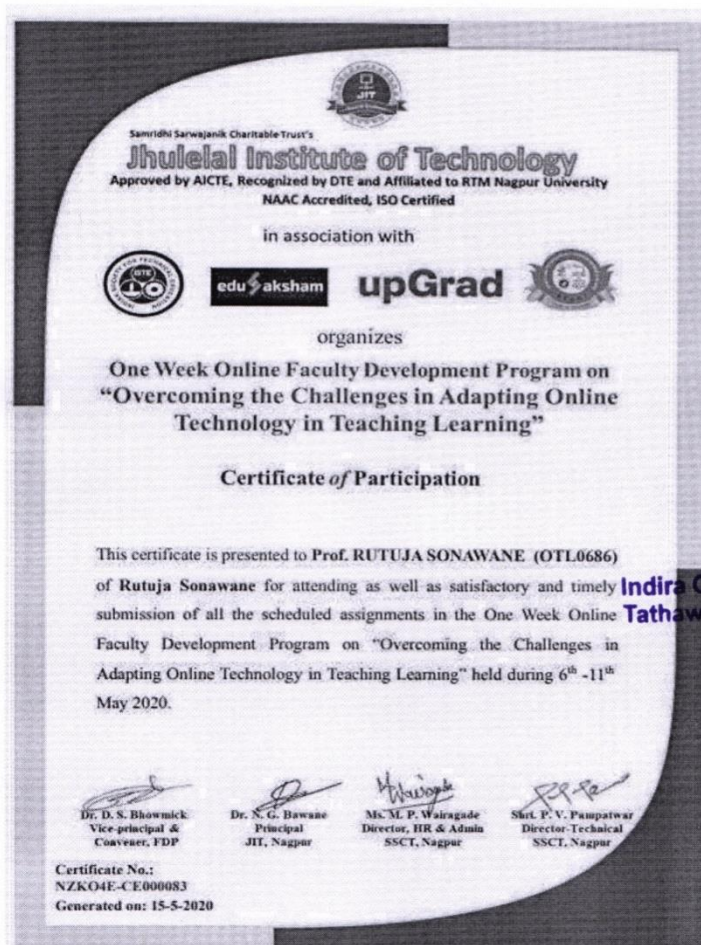 JIT
Samridhi Sarwajanik Charitable Trust's
Jhulelal Institute of Technology
Approved by AICTE, Recognized by DTE and Affiliated to RTM Nagpur University
NAAC Accredited, ISO Certified
in association with
INDIAN SOCIETY FOR TECHNICAL EDUCATION
ISTE
edu aksham
upGrad
organizes
One Week Online Faculty Development Program on
“Overcoming the Challenges in Adapting Online
Technology in Teaching Learning”
Certificate of Participation
This certificate is presented to Prof. RUTUJA SONAWANE (OTL0686)
of Rutuja Sonawane for attending as well as satisfactory and timely
submission of all the scheduled assignments in the One Week Online
Faculty Development Program on “Overcoming the Challenges in
Adapting Online Technology in Teaching Learning” held during 6th -11th
May 2020.
Indira
Dr. D. S. Bhowmick
Vice-principal &
Convener, FDP
Dr. N. G. Bawane
Principal
JIT, Nagpur
Ms. M. P. Wairagade
Director, HR & Admin
SSCT, Nagpur
Shri. P. V. Pampatwar
Director-Technical
SSCT, Nagpur
Certificate No.:
NZKO4E-CE000083
Generated on: 15-5-2020